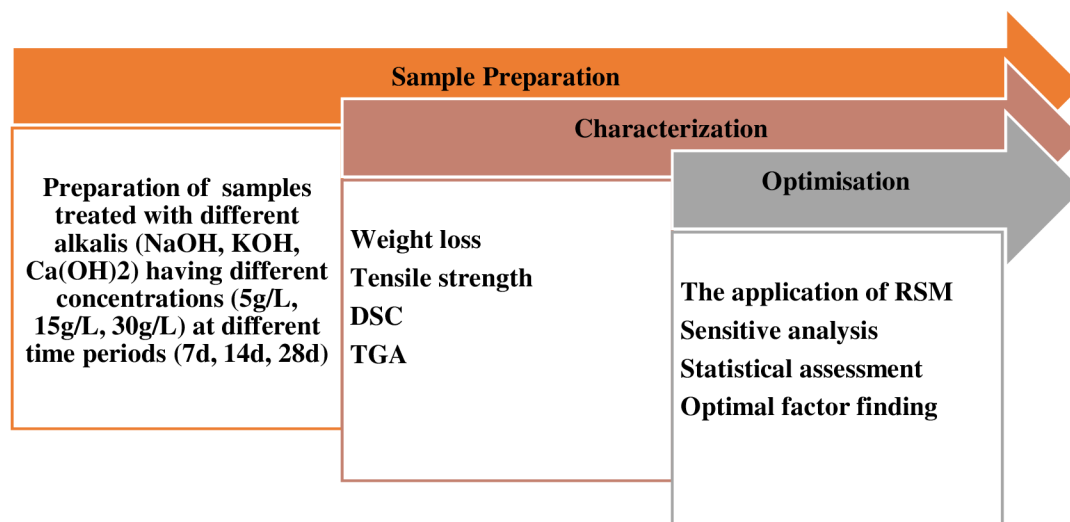 Sample Preparation
Characterization
Optimisation
Preparation of samples
treated with different
alkalis (NaOH, KOH,
Ca(OH)2) having different
concentrations (5g/L,
15g/L, 30g/L) at different
time periods (7d, 14d, 28d)
Weight loss
Tensile strength
DSC
TGA
The application of RSM
Sensitive analysis
Statistical assessment
Optimal factor finding